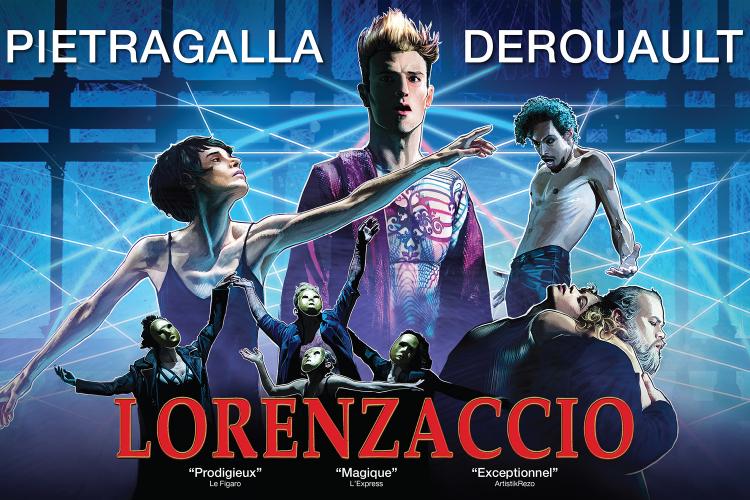 PIETRAGALLA DEROUAULT
LORENZACCIO
“Prodigieux” “Magique” “Exceptionnel”
Le Figaro L'Express ArtistikRezo